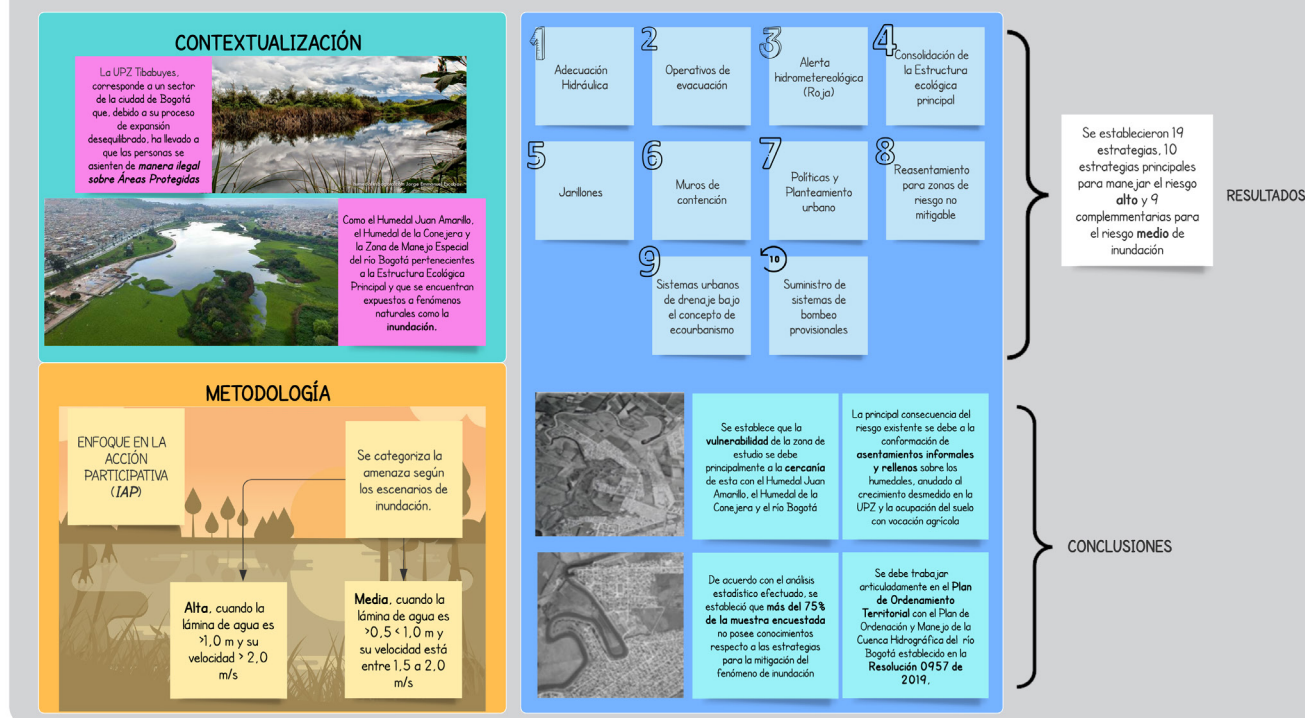 CONTEXTUALIZACIÓN
La UPZ Tibabuyes,
corresponde a un sector
de la ciudad de Bogotá
que, debido a su proceso
de expansión
desequilibrado, ha llevado a
que las personas se
asienten de manera ilegal
sobre Áreas Protegidas
Como el Humedal Juan Amarillo,
el Humedal de la Conejera y
la Zona de Manejo Especial
del río Bogotá pertenecientes
a la Estructura Ecológica
Principal y que se encuentran
expuestos a fenómenos
naturales como la
inundación.
METODOLOGÍA
ENFOQUE EN LA
ACCIÓN
PARTICIPATIVA
(IAP)
Se categoriza la
amenaza según
los escenarios de
inundación.
Alta, cuando la
lámina de agua es
>1,0 m y su
velocidad > 2,0
m/s
Media, cuando la
lámina de agua es
>0,5 < 1,0 m y
su velocidad está
entre 1,5 a 2,0
m/s
1
Adecuación
Hidráulica
2
Operativos de
evacuación
3
Alerta
hidrometereológica
(Roja)
4
Consolidación de
la Estructura
ecológica
principal
5
Jarillones
6
Muros de
contención
7
Políticas y
Planteamiento
urbano
8
Reasentamiento
para zonas de
riesgo no
mitigable
9
Sistemas urbanos
de drenaje bajo
el concepto de
ecourbanismo
10
Suministro de
sistemas de
bombeo
provisionales
Se establecieron 19
estrategias, 10
estrategias principales
para manejar el riesgo
alto y 9
complemmentarias para
el riesgo medio de
inundación
RESULTADOS
Se establece que la
vulnerabilidad de la zona de
estudio se debe
principalmente a la cercanía
de esta con el Humedal Juan
Amarillo, el Humedal de la
Conejera y el río Bogotá
La principal consecuencia del
riesgo existente se debe a la
conformación de
asentamientos informales
y rellenos sobre los
humedales, anudado al
crecimiento desmedido en la
UPZ y la ocupación del suelo
con vocación agrícola
De acuerdo con el análisis
estadístico efectuado, se
estableció que más del 75%
de la muestra encuestada
no posee conocimientos
respecto a las estrategias
para la mitigación del
fenómeno de inundación
Se debe trabajar
articuladamente en el Plan
de Ordenamiento
Territorial con el Plan de
Ordenación y Manejo de la
Cuenca Hidrográfica del río
Bogotá establecido en la
Resolución 0957 de
2019.
CONCLUSIONES